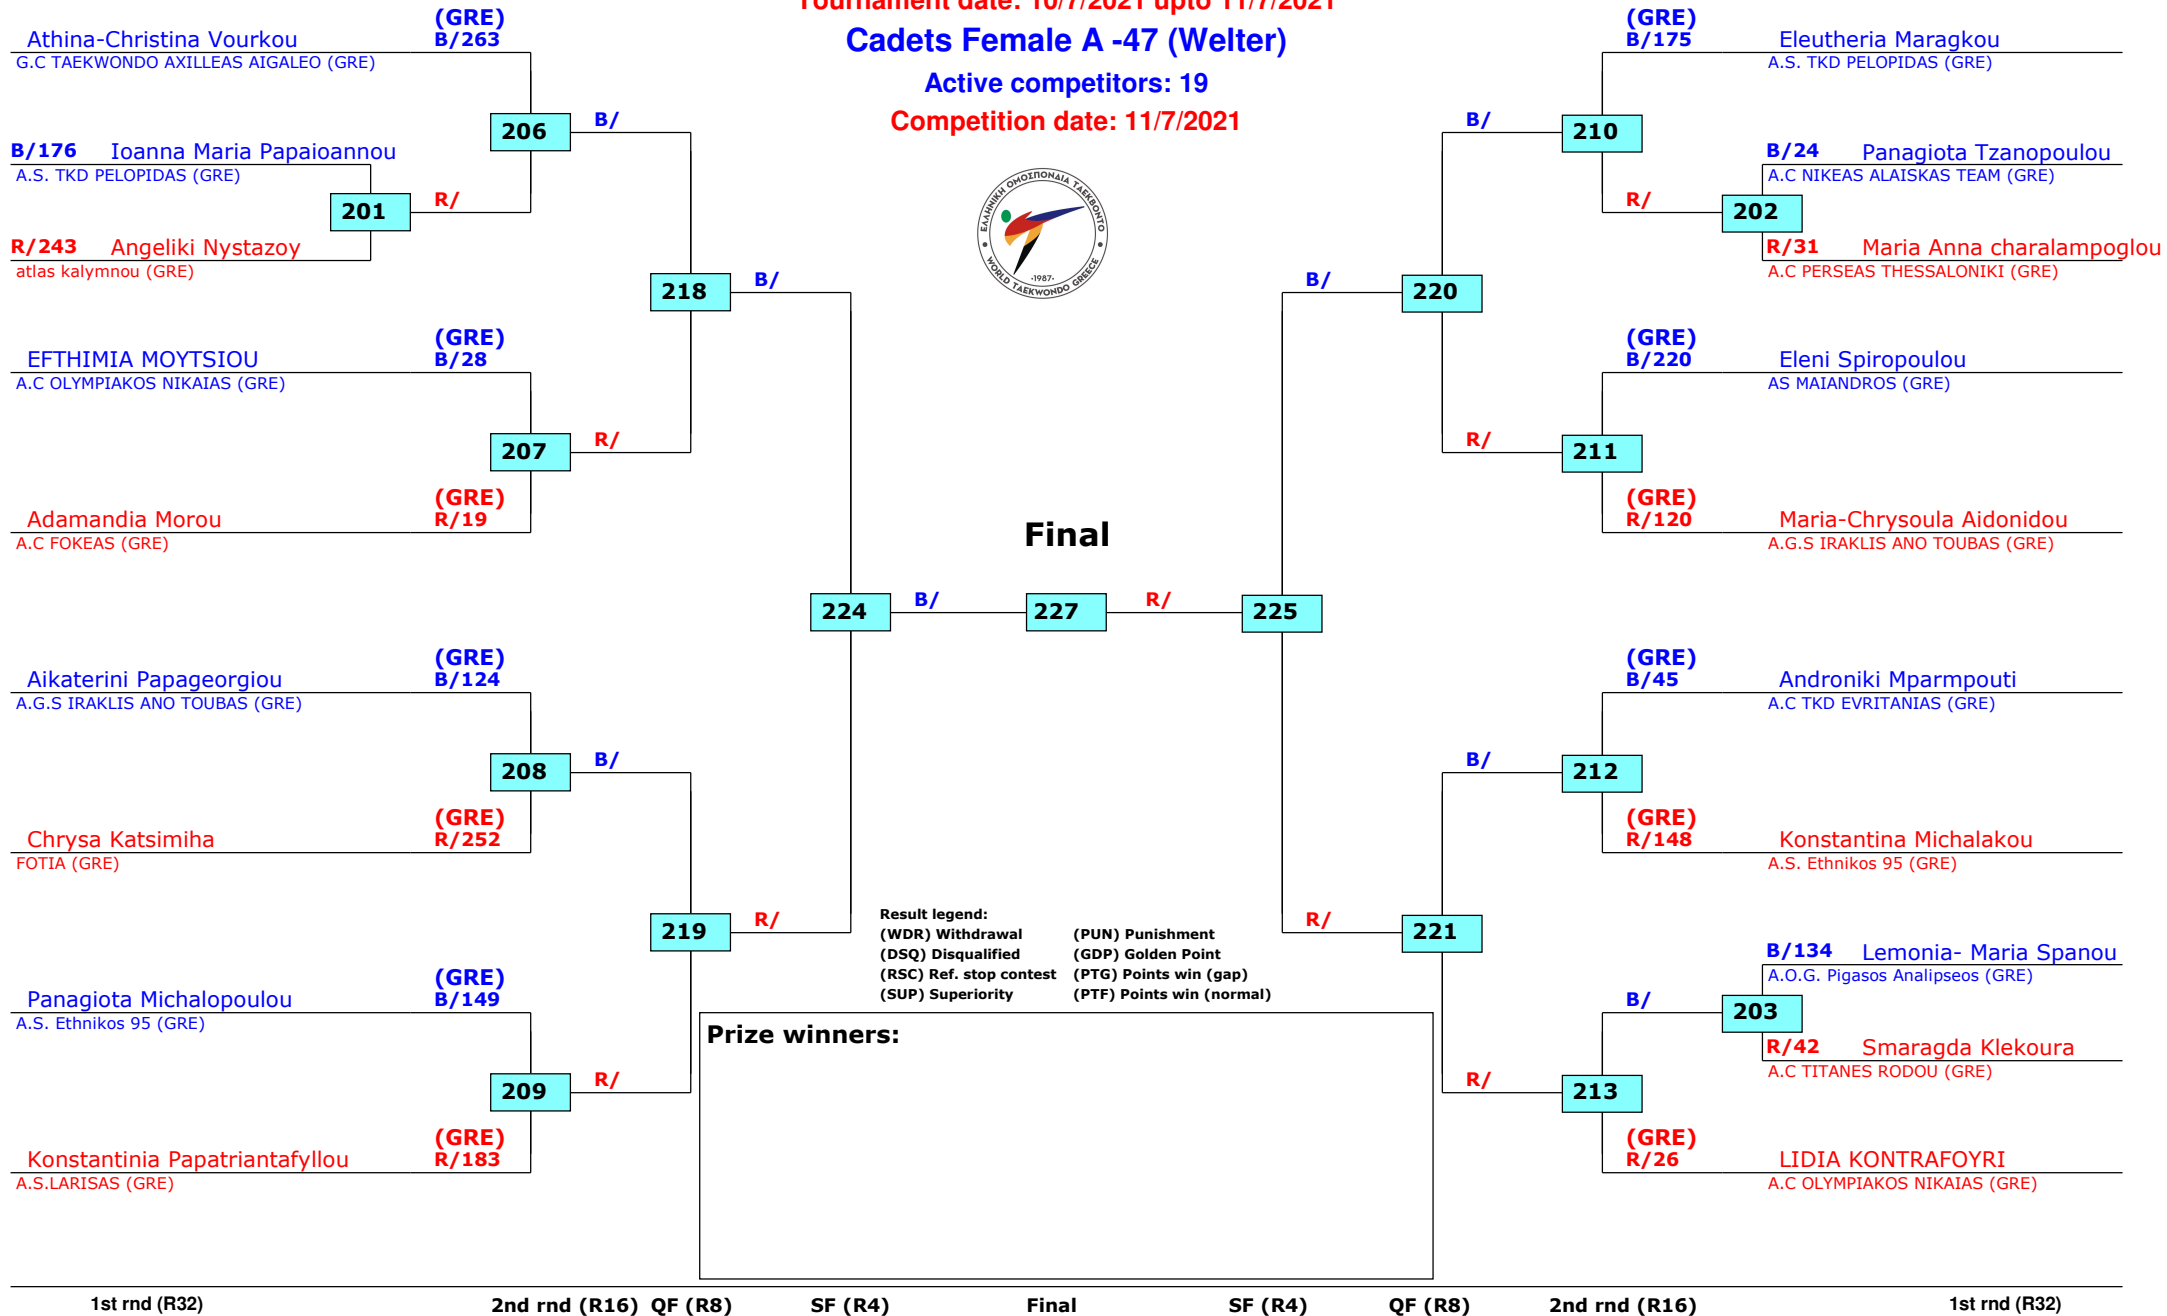 Tournament date: 10/7/2021 upto 11/7/2021
Cadets Female A -47 (Welter)
Active competitors: 19
Competition date: 11/7/2021
ΕΛΛΗΝΙΚΗ ΟΜΟΣΠΟΝΔΙΑ ΤΑΕΚΒΟΝΤΟ
·1987·
WORLD TAEKWONDO GREECE
(GRE)
Athina-Christina Vourkou B/263
G.C TAEKWONDO AXILLEAS AIGALEO (GRE)
206 B/
B/176 Ioanna Maria Papaioannou
A.S. TKD PELOPIDAS (GRE)
201 R/
R/243 Angeliki Nystazoy
atlas kalymnou (GRE)
218 B/
(GRE)
EFTHIMIA MOYTSIOU B/28
A.C OLYMPIAKOS NIKAIAS (GRE)
207 R/
(GRE)
Adamandia Morou R/19
A.C FOKEAS (GRE)
(GRE)
Aikaterini Papageorgiou B/124
A.G.S IRAKLIS ANO TOUBAS (GRE)
208 B/
(GRE)
Chrysa Katsimiha R/252
FOTIA (GRE)
219 R/
(GRE)
Panagiota Michalopoulou B/149
A.S. Ethnikos 95 (GRE)
209 R/
(GRE)
Konstantinia Papatriantafyllou R/183
A.S.LARISAS (GRE)
Final
224 B/ 227 R/ 225
(GRE)
B/175 Eleutheria Maragkou
A.S. TKD PELOPIDAS (GRE)
B/ 210
B/24 Panagiota Tzanopoulou
A.C NIKEAS ALAISKAS TEAM (GRE)
R/ 202
R/31 Maria Anna charalampoglou
A.C PERSEAS THESSALONIKI (GRE)
B/ 220
(GRE)
B/220 Eleni Spiropoulou
AS MAIANDROS (GRE)
R/ 211
(GRE)
R/120 Maria-Chrysoula Aidonidou
A.G.S IRAKLIS ANO TOUBAS (GRE)
(GRE)
B/45 Androniki Mparmpouti
A.C TKD EVRITANIAS (GRE)
B/ 212
(GRE)
R/148 Konstantina Michalakou
A.S. Ethnikos 95 (GRE)
R/ 221
B/134 Lemonia- Maria Spanou
A.O.G. Pigasos Analipseos (GRE)
B/ 203
R/42 Smaragda Klekoura
A.C TITANES RODOU (GRE)
R/ 213
(GRE)
R/26 LIDIA KONTRAFOYRI
A.C OLYMPIAKOS NIKAIAS (GRE)
Result legend:
(WDR) Withdrawal (PUN) Punishment
(DSQ) Disqualified (GDP) Golden Point
(RSC) Ref. stop contest (PTG) Points win (gap)
(SUP) Superiority (PTF) Points win (normal)
Prize winners:
1st rnd (R32) 2nd rnd (R16) QF (R8) SF (R4) Final SF (R4) QF (R8) 2nd rnd (R16) 1st rnd (R32)